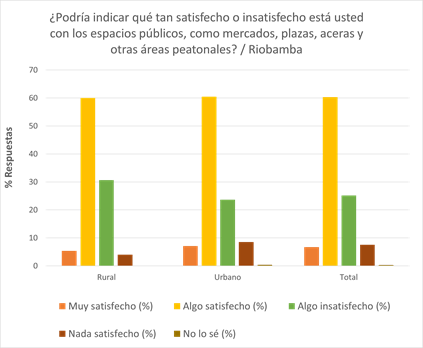 ¿Podría indicar qué tan satisfecho o insatisfecho está usted
con los espacios públicos, como mercados, plazas, aceras y
otras áreas peatonales? / Riobamba
70
60
50
40
30
20
10
0
% Respuestas
Rural
Urbano
Total
Muy satisfecho (%)
Algo satisfecho (%)
Algo insatisfecho (%)
Nada satisfecho (%)
No lo sé (%)